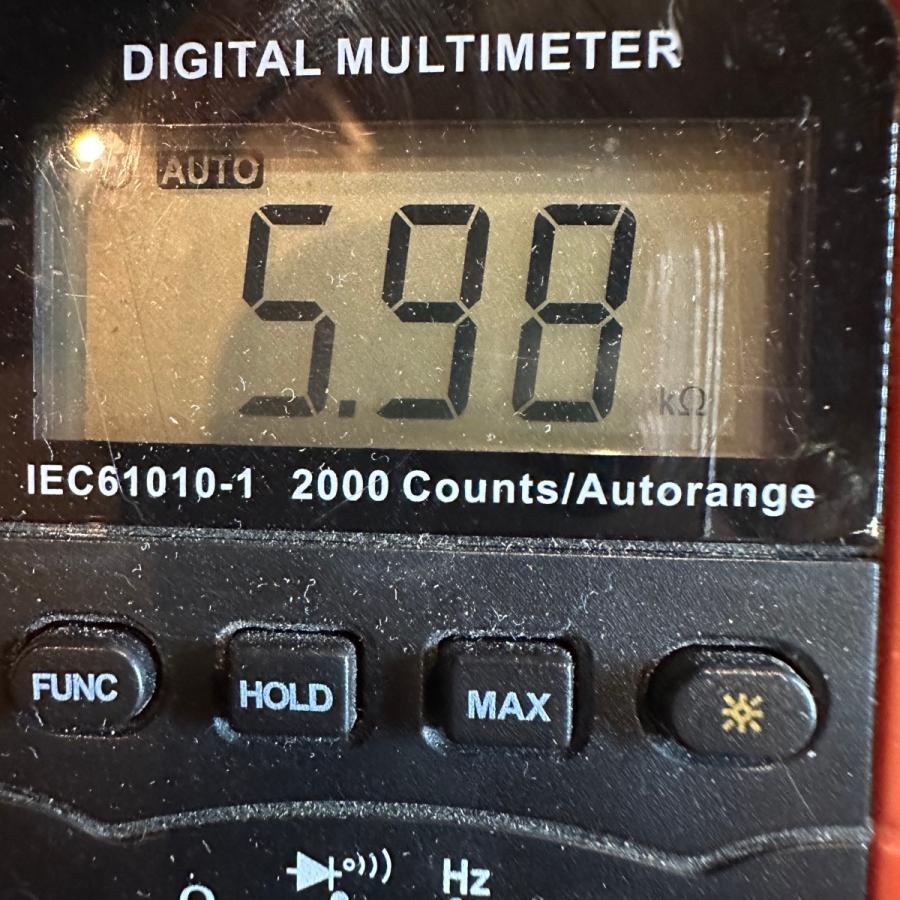 DIGITAL MULTIMETER
AUTO
5.98 kΩ
IEC61010-1 2000 Counts/Autorange
FUNC HOLD MAX
Hz